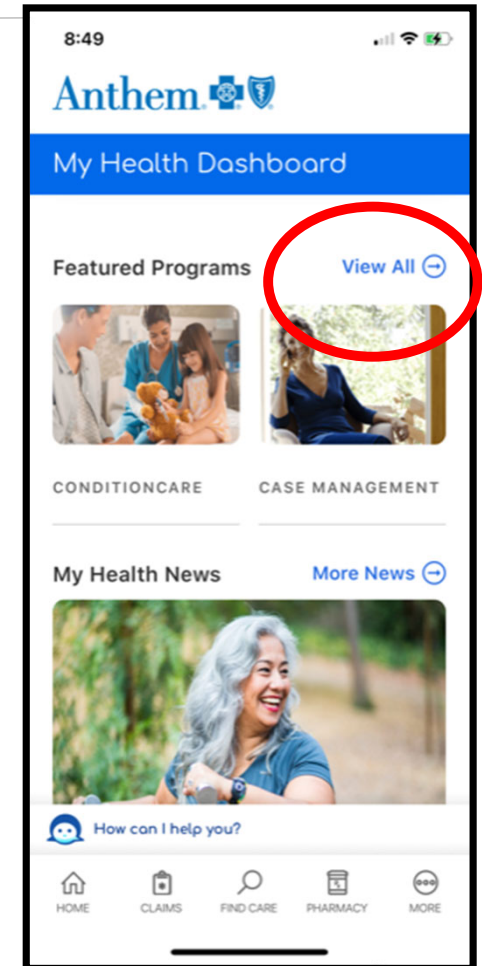 8:49
Anthem
My Health Dashboard
Featured Programs View All
CONDITIONCARE CASE MANAGEMENT
My Health News More News
How can I help you?
HOME CLAIMS FIND CARE PHARMACY MORE